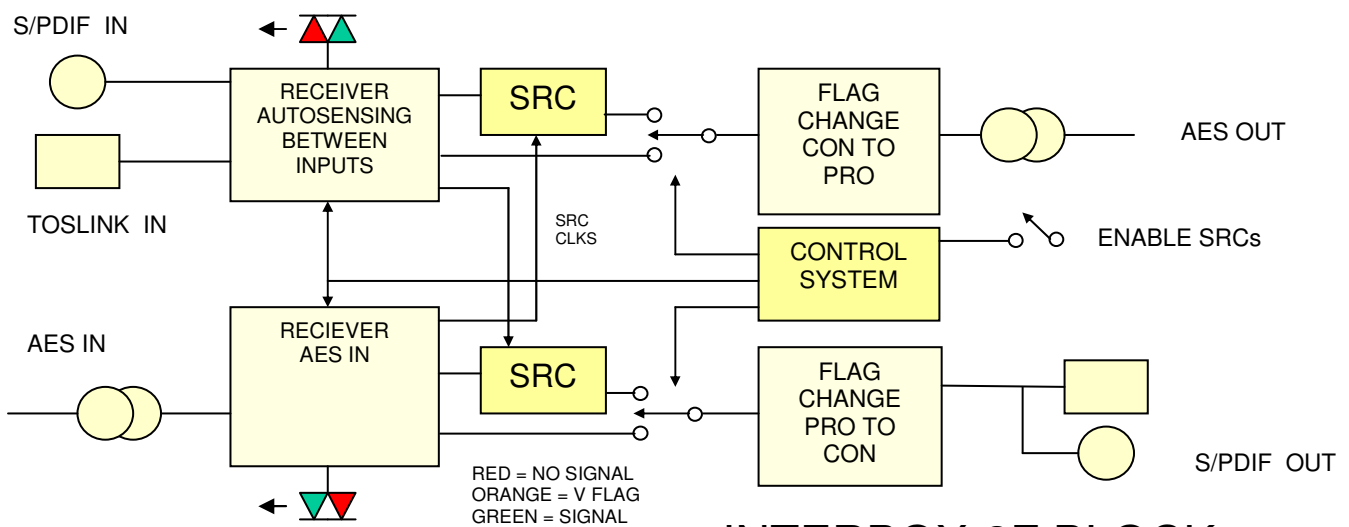 S/PDIF IN
RECEIVER
AUTOSENSING
BETWEEN
INPUTS
SRC
FLAG
CHANGE
CON TO
PRO
AES OUT
TOSLINK IN
SRC
CLKS
CONTROL
SYSTEM
ENABLE SRCs
AES IN
RECIEVER
AES IN
SRC
FLAG
CHANGE
PRO TO
CON
S/PDIF OUT
RED = NO SIGNAL
ORANGE = V FLAG
GREEN = SIGNAL